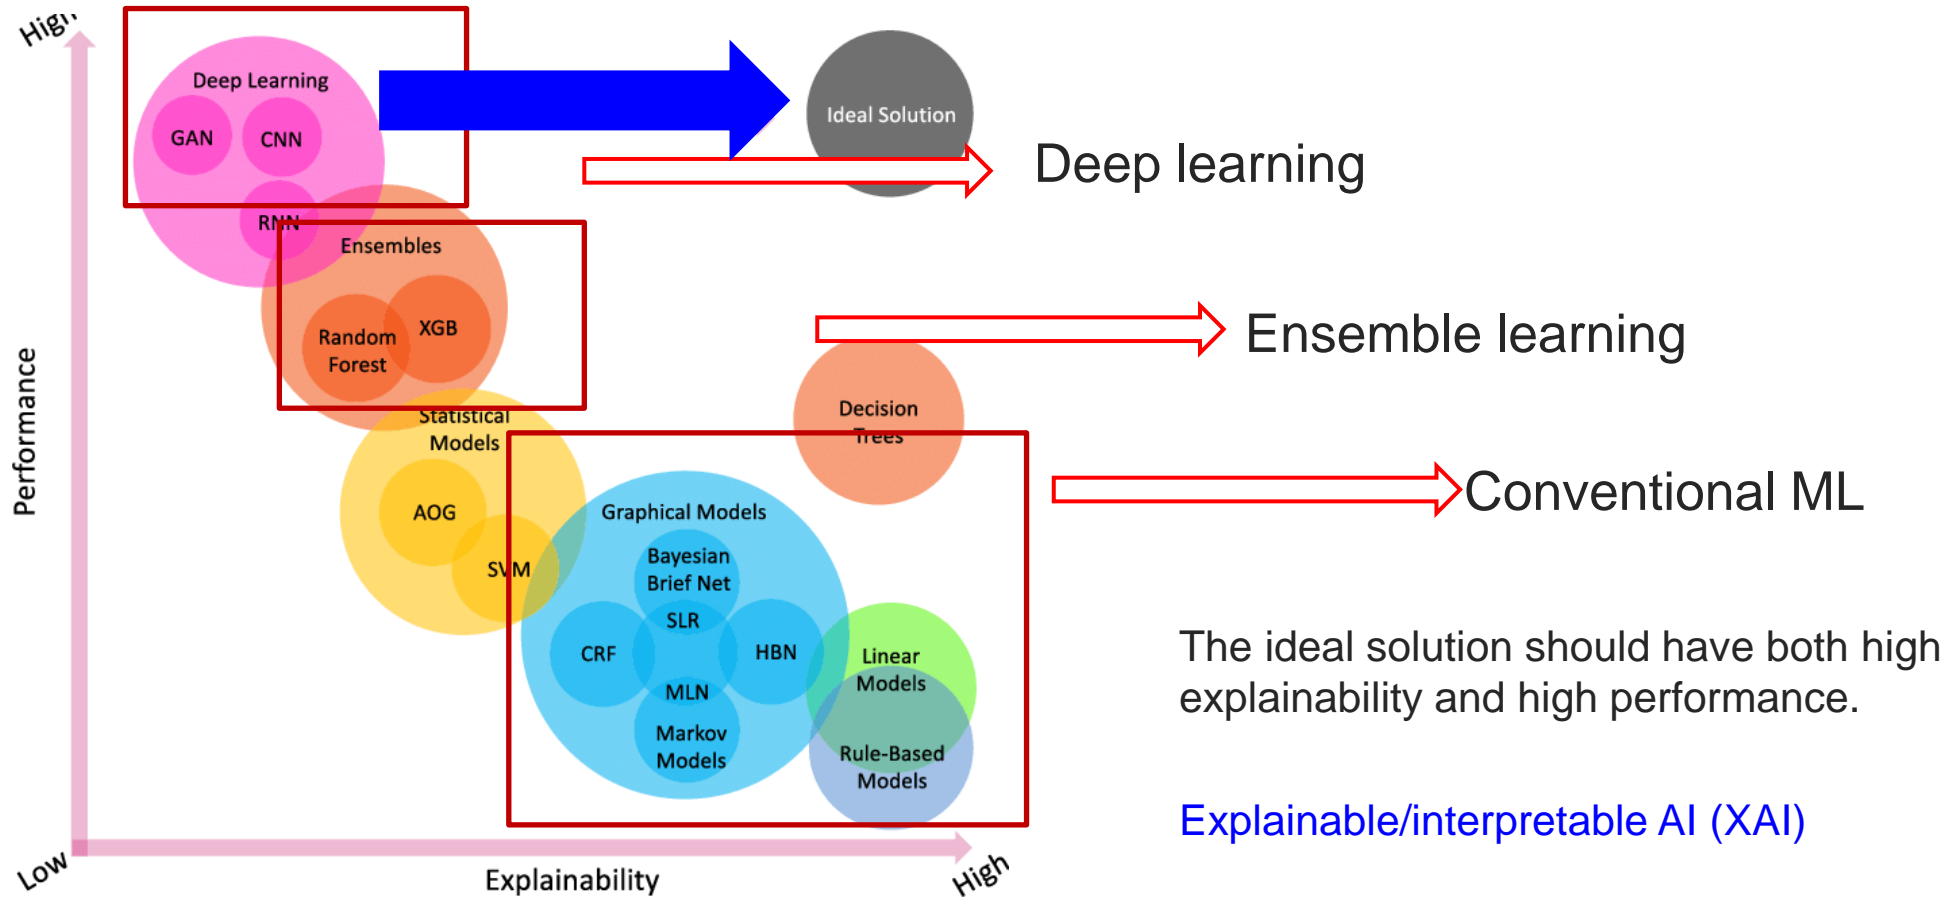 High
Deep Learning
GAN
CNN
RNN
Ideal Solution
Deep learning
Ensembles
Random
Forest
XGB
Ensemble learning
Performance
Statistical
Models
AOG
SVM
Decision
Trees
Conventional ML
Graphical Models
Bayesian
Brief Net
SLR
CRF
HBN
MLN
Markov
Models
Linear
Models
Rule-Based
Models
The ideal solution should have both high
explainability and high performance.
Explainable/interpretable AI (XAI)
Low
Explainability
High